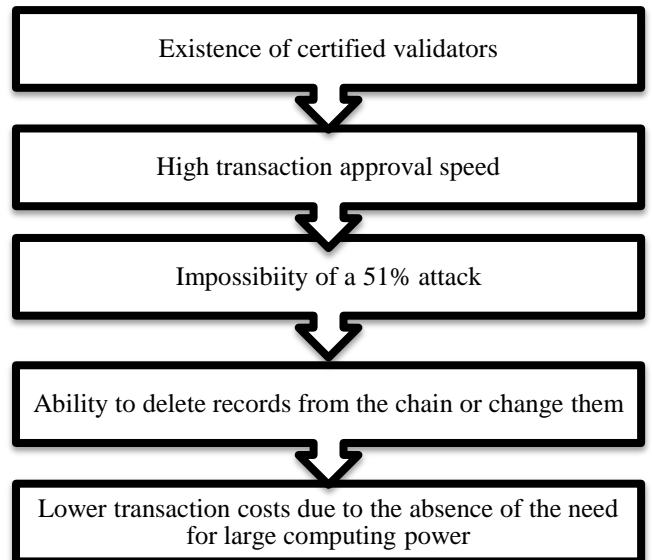 Existence of certified validators
High transaction approval speed
Impossibiity of a 51% attack
Ability to delete records from the chain or change them
Lower transaction costs due to the absence of the need
for large computing power